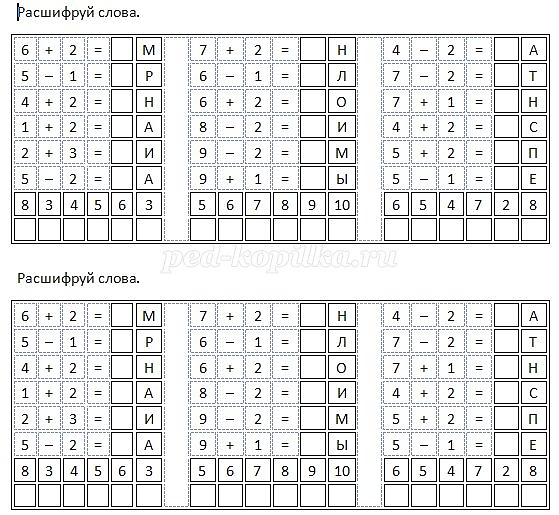 Расшифруй слова.
6 + 2 = М 7 + 2 = Н 4 − 2 = А
5 − 1 = Р 6 − 1 = Л 7 − 2 = Т
4 + 2 = Н 6 + 2 = О 7 + 1 = Н
1 + 2 = А 8 − 2 = И 4 + 2 = С
2 + 3 = И 9 − 2 = М 5 + 2 = П
5 − 2 = А 9 + 1 = Ы 5 − 1 = Е
8 3 4 5 6 3 5 6 7 8 9 10 6 5 4 7 2 8
ped-kopilka.ru
Расшифруй слова.
6 + 2 = М 7 + 2 = Н 4 − 2 = А
5 − 1 = Р 6 − 1 = Л 7 − 2 = Т
4 + 2 = Н 6 + 2 = О 7 + 1 = Н
1 + 2 = А 8 − 2 = И 4 + 2 = С
2 + 3 = И 9 − 2 = М 5 + 2 = П
5 − 2 = А 9 + 1 = Ы 5 − 1 = Е
8 3 4 5 6 3 5 6 7 8 9 10 6 5 4 7 2 8